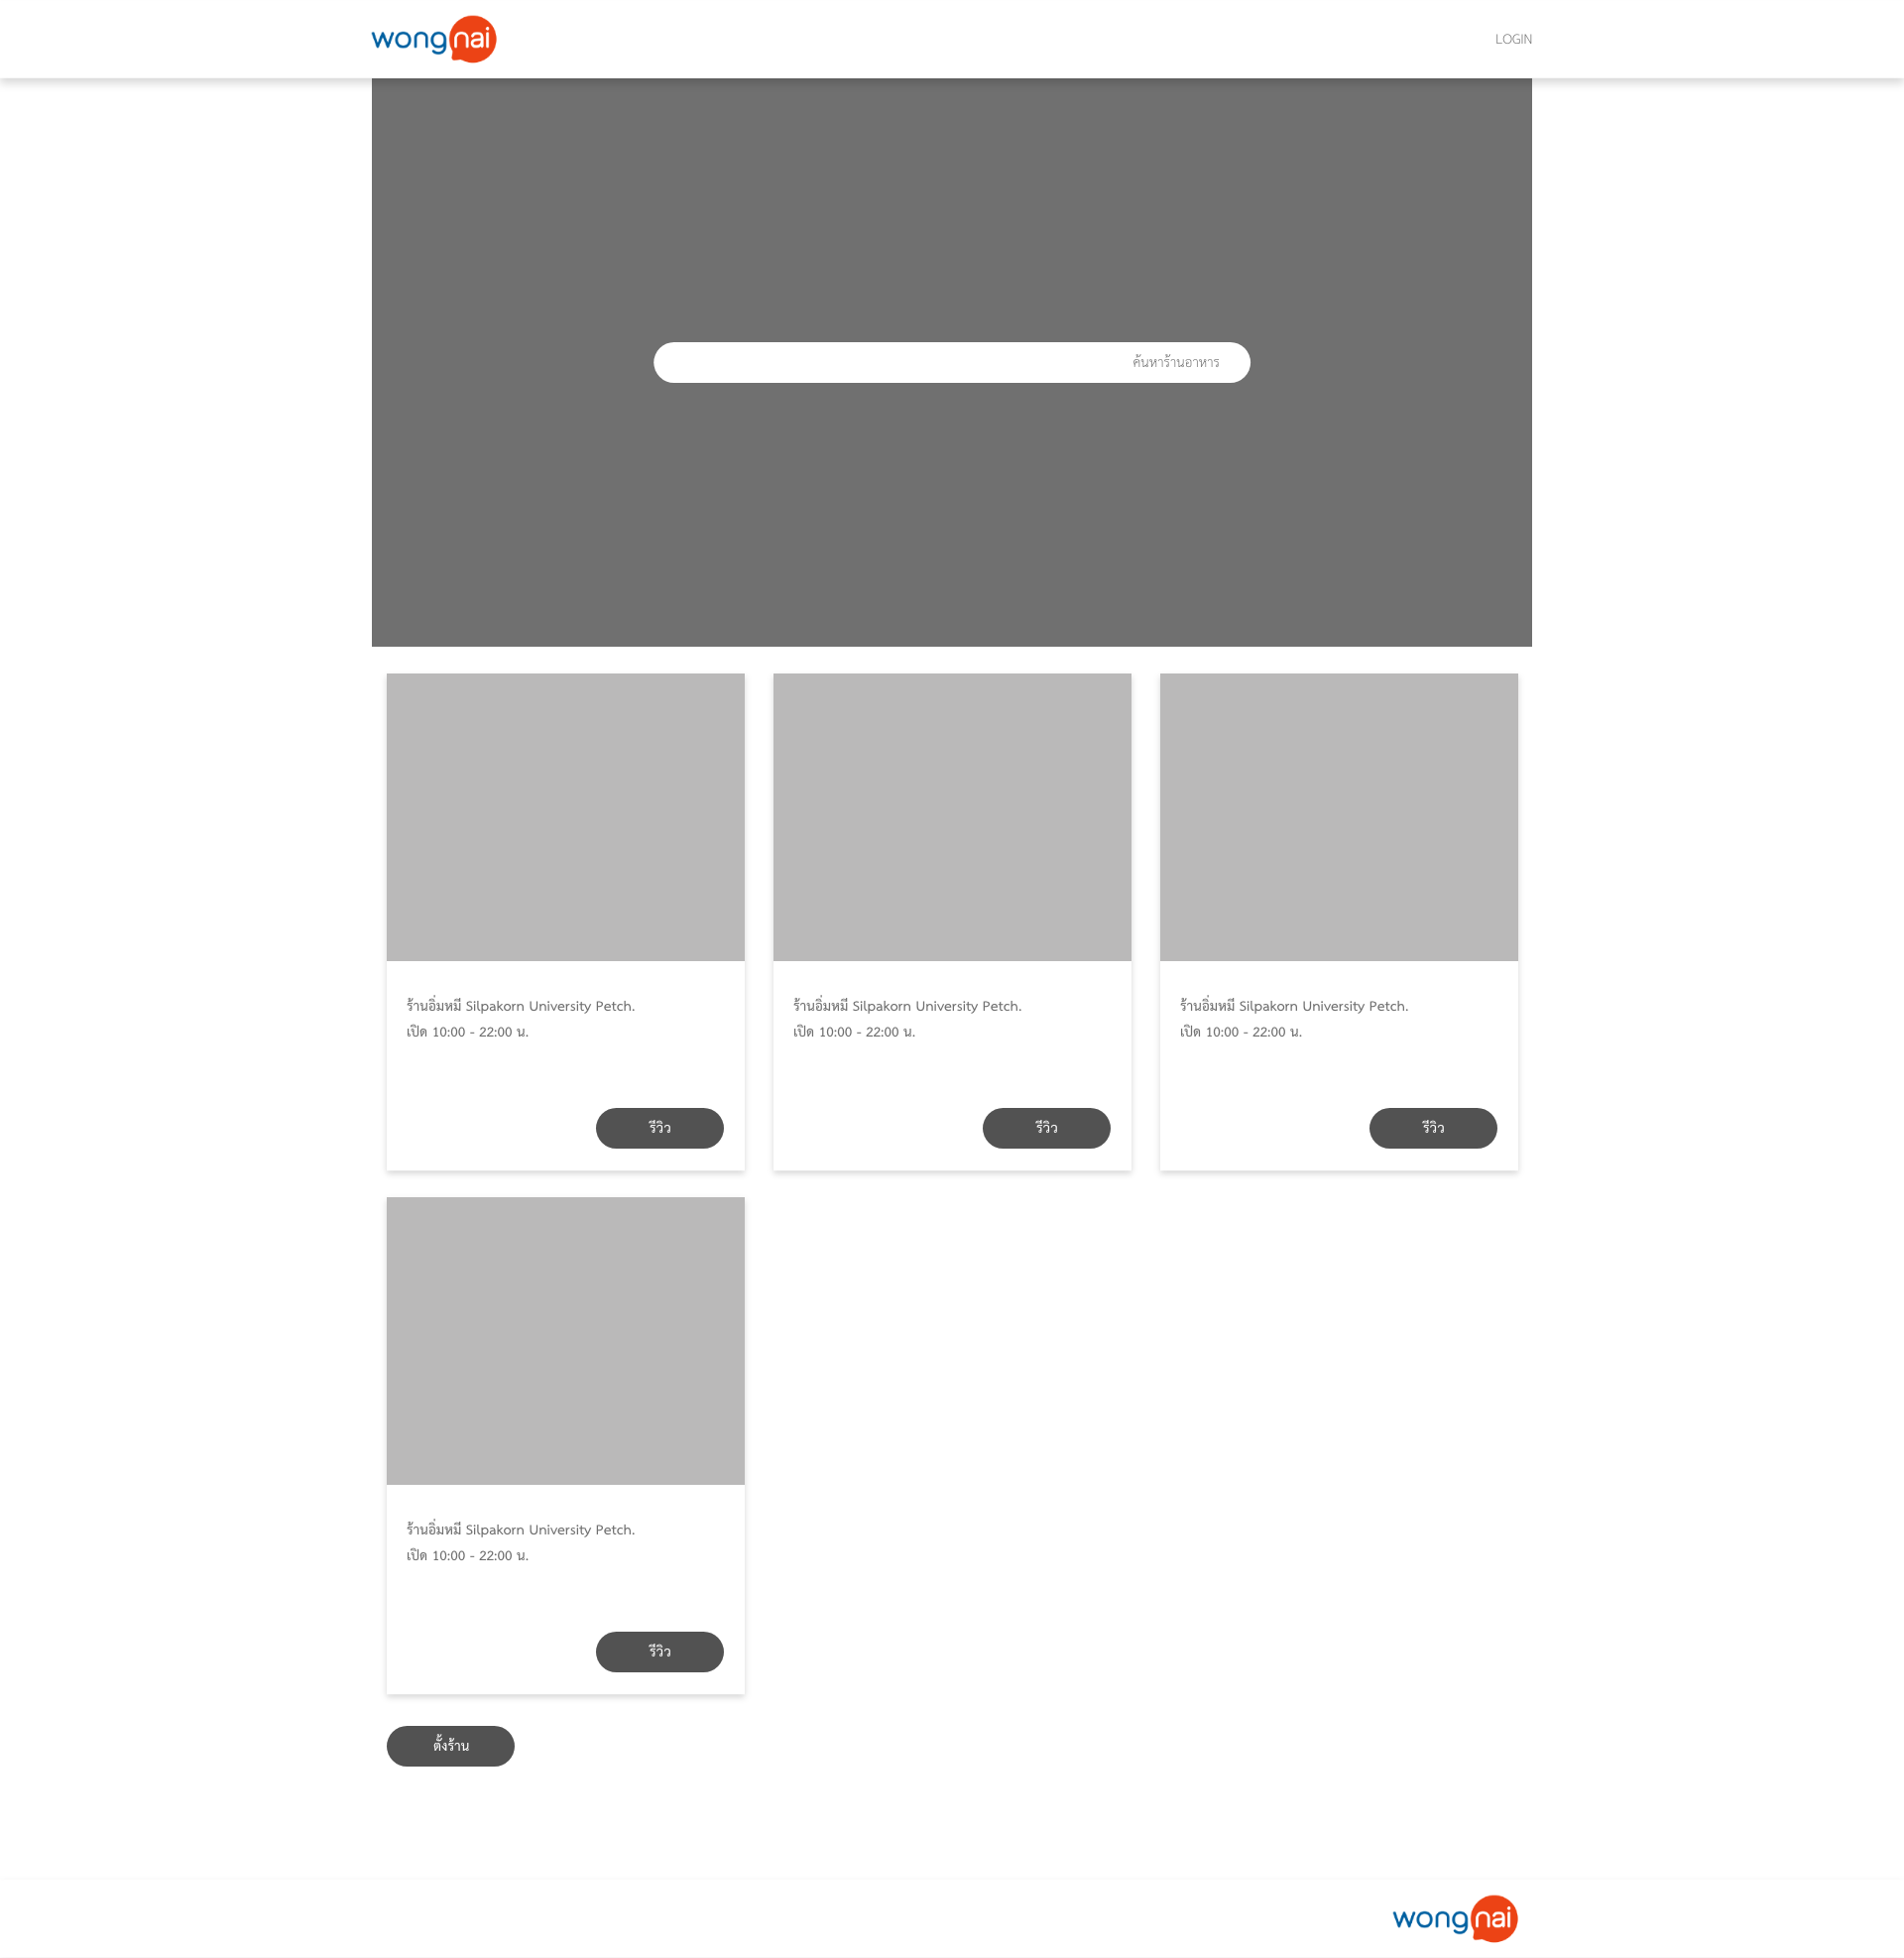 wongnai
LOGIN
ค้นหาร้านอาหาร
ร้านอิ่มหมี Silpakorn University Petch.
เปิด 10:00 - 22:00 น.
รีวิว
ร้านอิ่มหมี Silpakorn University Petch.
เปิด 10:00 - 22:00 น.
รีวิว
ร้านอิ่มหมี Silpakorn University Petch.
เปิด 10:00 - 22:00 น.
รีวิว
ร้านอิ่มหมี Silpakorn University Petch.
เปิด 10:00 - 22:00 น.
รีวิว
ตั้งร้าน
wongnai